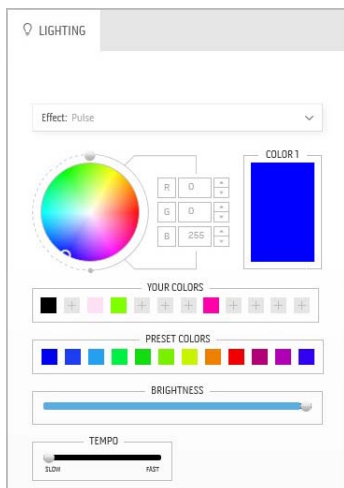 LIGHTING
Effect: Pulse
COLOR 1
R 0
G 0
B 255
YOUR COLORS
PRESET COLORS
BRIGHTNESS
TEMPO
SLOW FAST